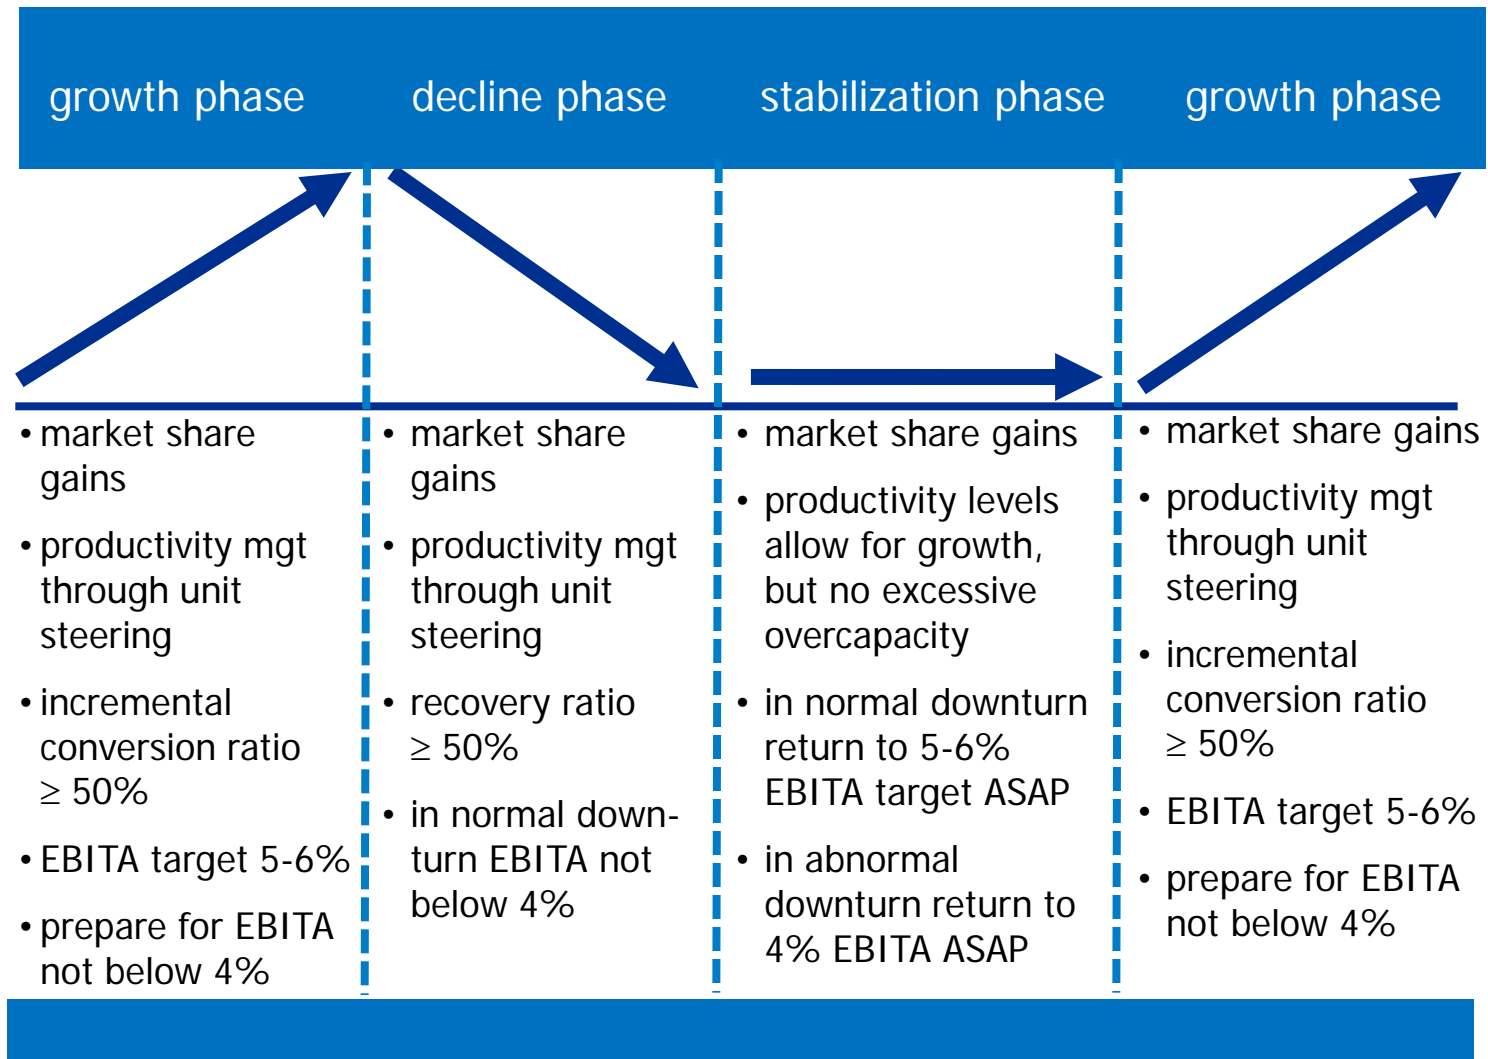 growth phase
decline phase
stabilization phase
growth phase
• market share
gains
• productivity mgt
through unit
steering
• incremental
conversion ratio
≥ 50%
• EBITA target 5-6%
• prepare for EBITA
not below 4%
• market share
gains
• productivity mgt
through unit
steering
• recovery ratio
≥ 50%
• in normal down-
turn EBITA not
below 4%
• market share gains
• productivity levels
allow for growth,
but no excessive
overcapacity
• in normal downturn
return to 5-6%
EBITA target ASAP
• in abnormal
downturn return to
4% EBITA ASAP
• market share gains
• productivity mgt
through unit
steering
• incremental
conversion ratio
≥ 50%
• EBITA target 5-6%
• prepare for EBITA
not below 4%